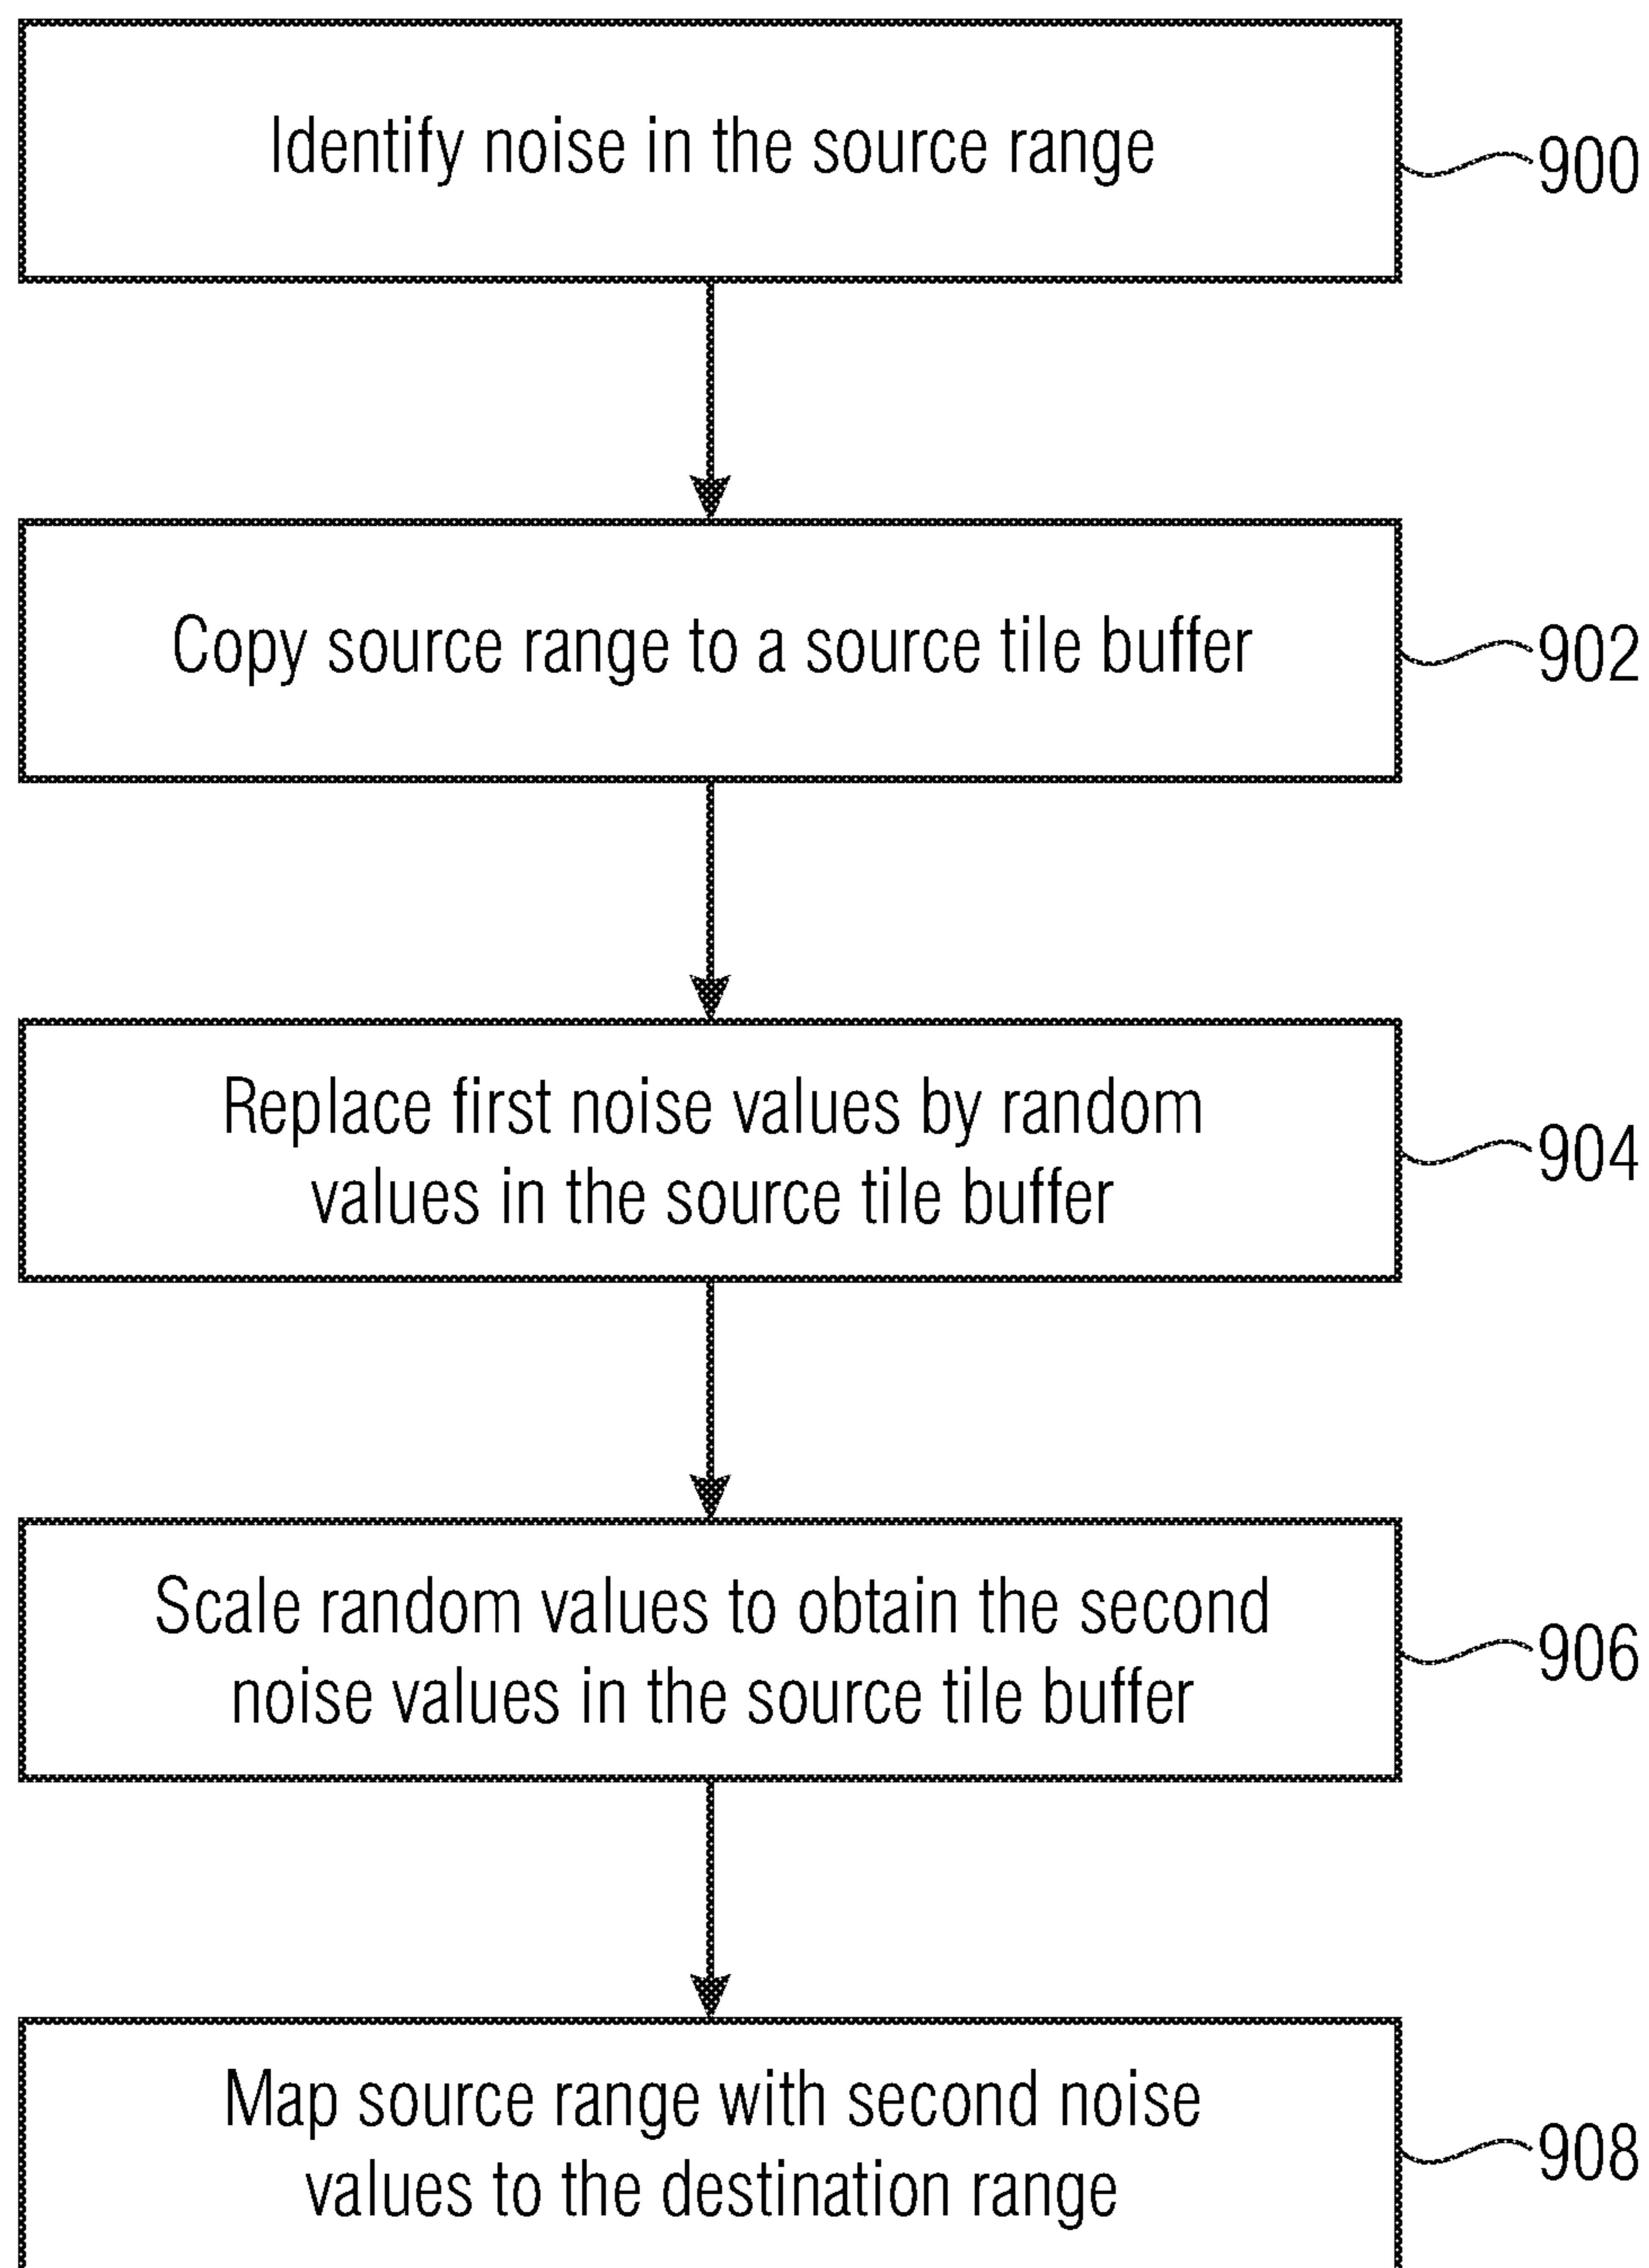 Identify noise in the source range
900
Copy source range to a source tile buffer
902
Replace first noise values by random
values in the source tile buffer
904
Scale random values to obtain the second
noise values in the source tile buffer
906
Map source range with second noise
values to the destination range
908